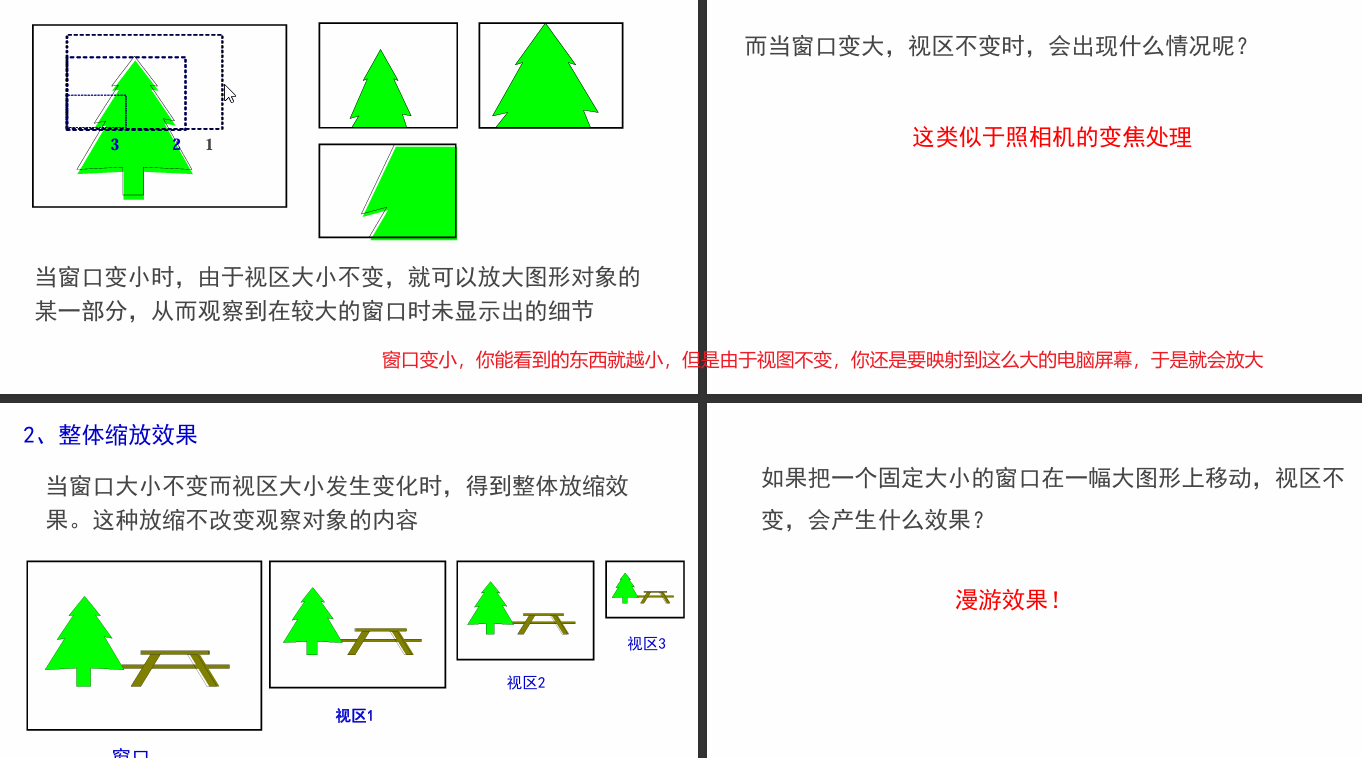 3 2 1
当窗口变小时，由于视区大小不变，就可以放大图形对象的
某一部分，从而观察到在较大的窗口时未显示出的细节
而当窗口变大，视区不变时，会出现什么情况呢？
这类似于照相机的变焦处理
窗口变小，你能看到的东西就越小，但是由于视图不变，你还是要映射到这么大的电脑屏幕，于是就会放大
2、整体缩放效果
当窗口大小不变而视区大小发生变化时，得到整体放缩效
果。这种放缩不改变观察对象的内容
视区3
视区2
视区1
窗口
如果把一个固定大小的窗口在一幅大图形上移动，视区不
变，会产生什么效果？
漫游效果！